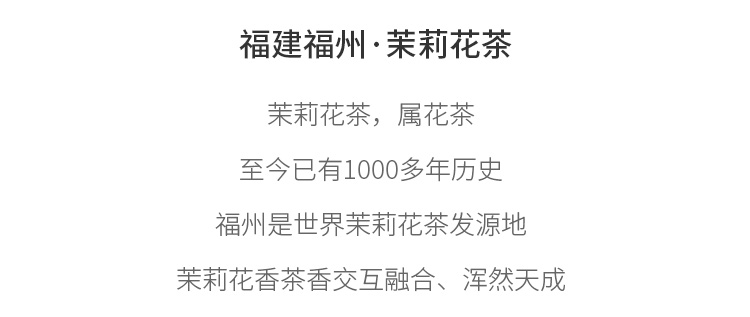 福建福州·茉莉花茶
茉莉花茶，属花茶
至今已有1000多年历史
福州是世界茉莉花茶发源地
茉莉花香茶香交互融合、浑然天成